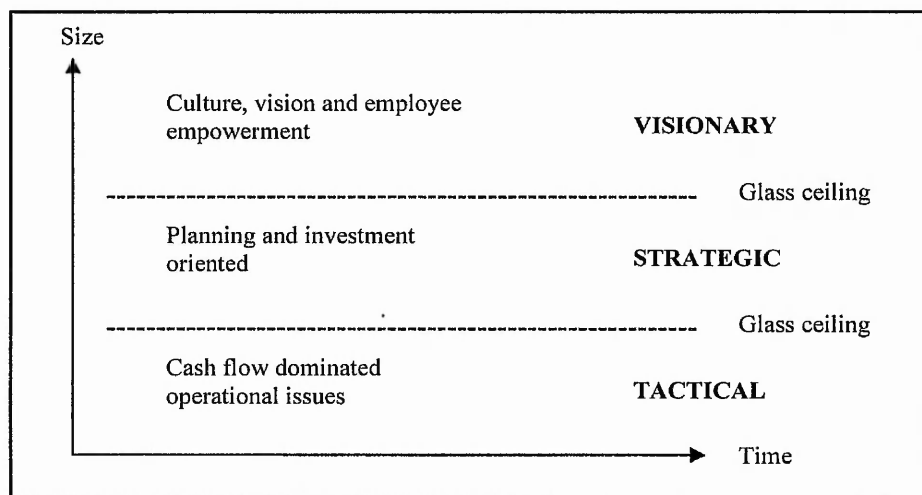 Size
Culture, vision and employee
empowerment
VISIONARY
Glass ceiling
Planning and investment
oriented
STRATEGIC
Glass ceiling
Cash flow dominated
operational issues
TACTICAL
Time